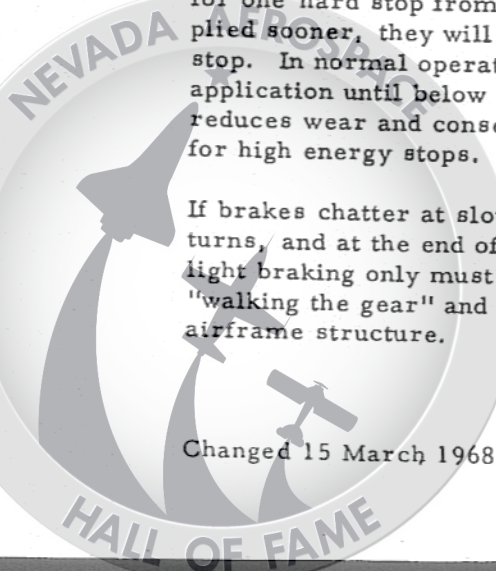 for one hard stop from
plied sooner, they will
stop. In normal operat
application until below
reduces wear and conse
for high energy stops.
If brakes chatter at slo
turns, and at the end of
light braking only must
"walking the gear" and
airframe structure.
Changed 15 March 1968
NEVADA AEROSPACE
HALL OF FAME